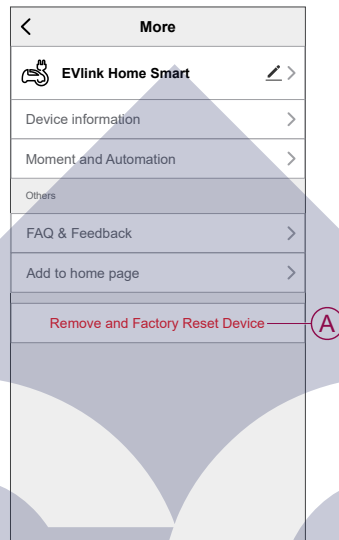 More
EVlink Home Smart
Device information
Moment and Automation
Others
FAQ & Feedback
Add to home page
Remove and Factory Reset Device
A